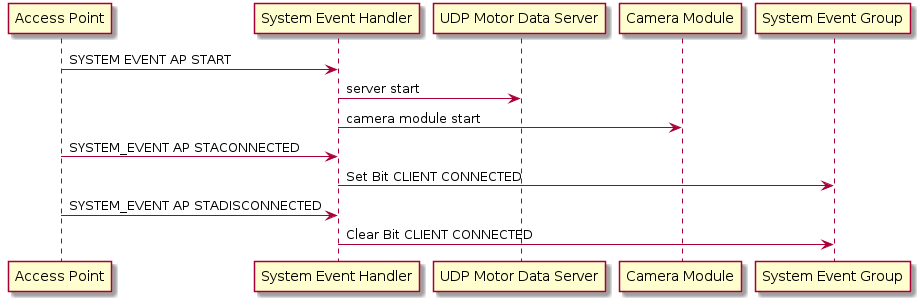 Access Point
System Event Handler
UDP Motor Data Server
Camera Module
System Event Group
SYSTEM EVENT AP START
server start
camera module start
SYSTEM_EVENT AP STACONNECTED
Set Bit CLIENT CONNECTED
SYSTEM_EVENT AP STADISCONNECTED
Clear Bit CLIENT CONNECTED
Access Point
System Event Handler
UDP Motor Data Server
Camera Module
System Event Group